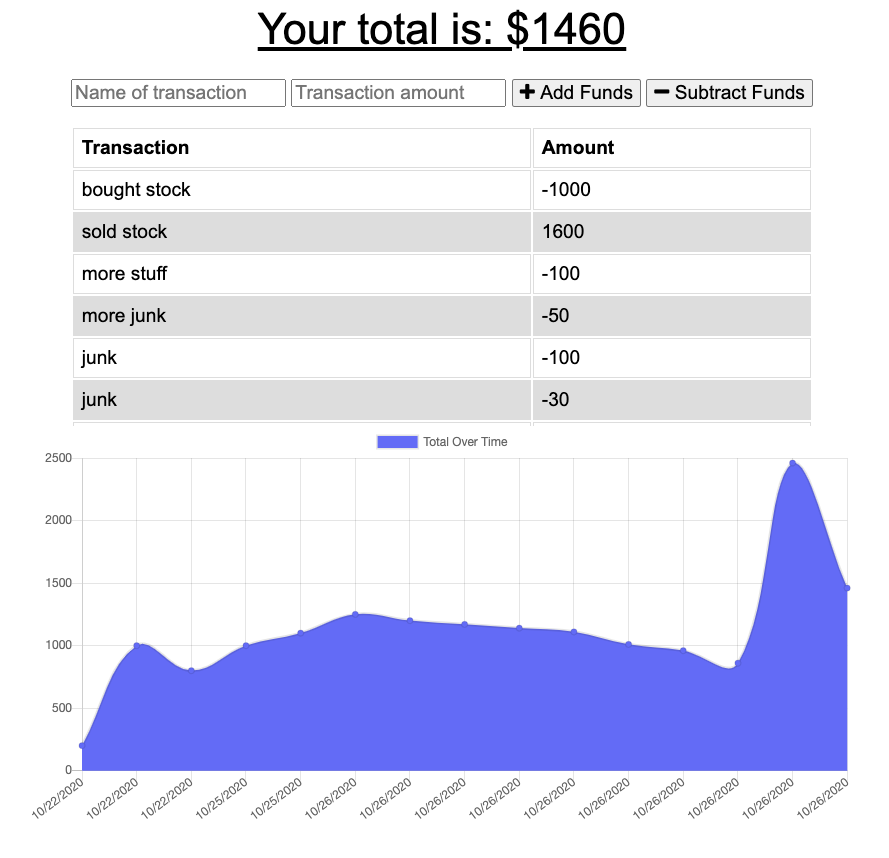 Your total is: $1460
Name of transaction Transaction amount Add Funds Subtract Funds
Transaction Amount
bought stock -1000
sold stock 1600
more stuff -100
more junk -50
junk -100
junk -30
Total Over Time
2500
2000
1500
1000
500
0
10/22/2020 10/22/2020 10/22/2020 10/25/2020 10/25/2020 10/26/2020 10/26/2020 10/26/2020 10/26/2020 10/26/2020 10/26/2020 10/26/2020 10/26/2020 10/26/2020 10/26/2020